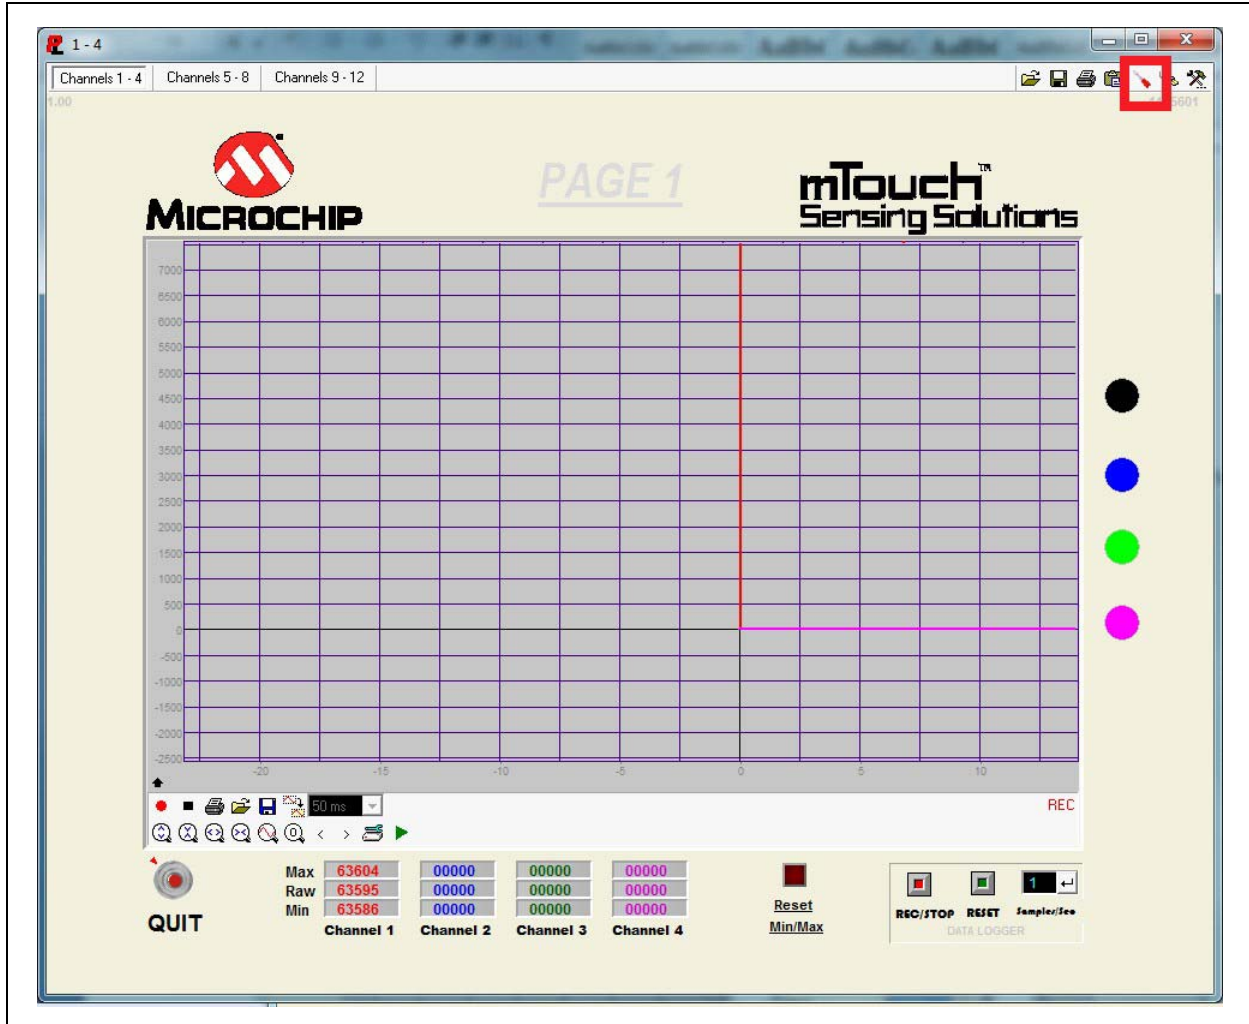 1 - 4
Channels 1 - 4 Channels 5 - 8 Channels 9 - 12
1.00
5601
MICROCHIP
PAGE 1
mTouch™
Sensing Solutions
7000
6500
6000
5500
5000
4500
4000
3500
3000
2500
2000
1500
1000
500
0
-500
-1000
-1500
-2000
-2500
-20 -15 -10 -5 0 5 10
50 ms
REC
QUIT
Max 63604 00000 00000 00000
Raw 63595 00000 00000 00000
Min 63586 00000 00000 00000
Channel 1 Channel 2 Channel 3 Channel 4
Reset
Min/Max
1
REC/STOP RESET Samples/Sec
DATA LOGGER